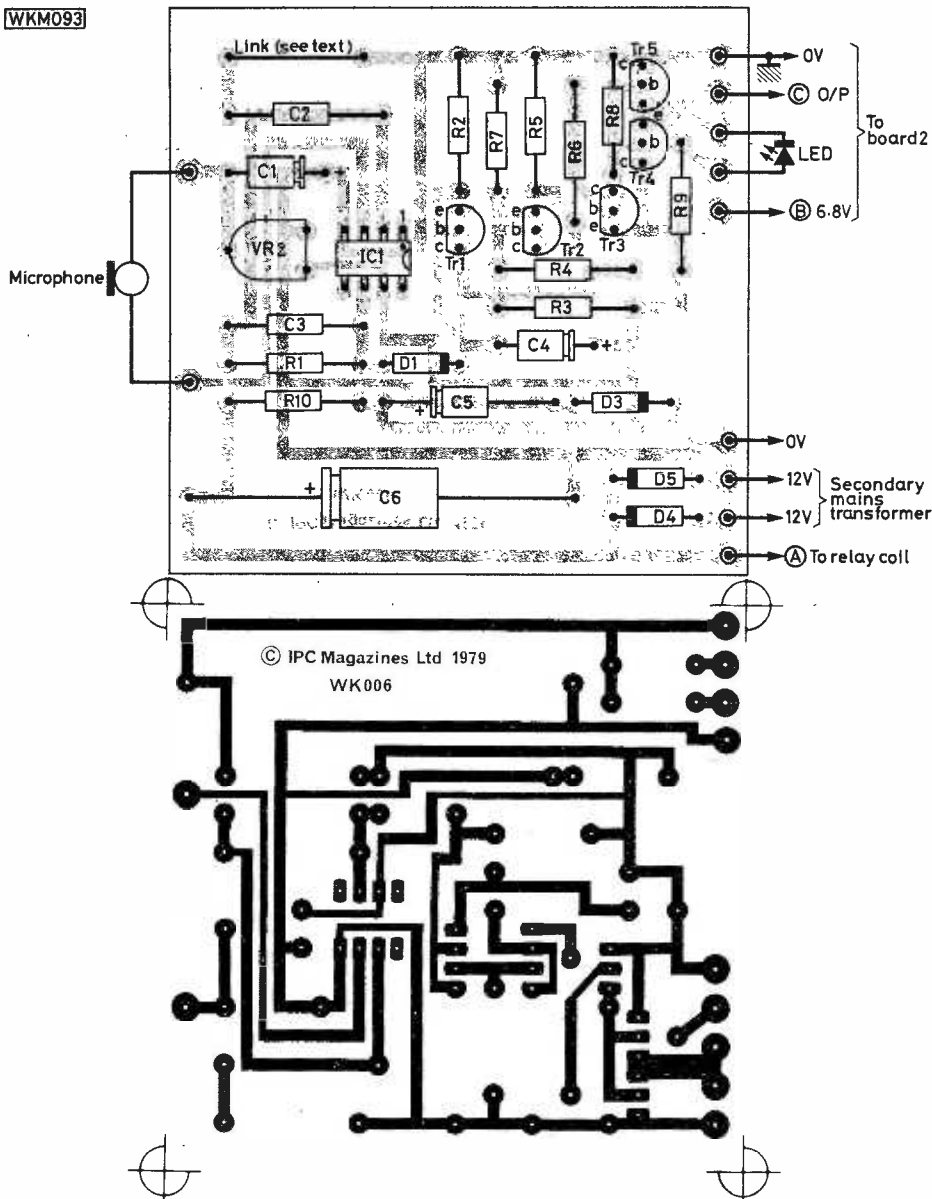 WKM093
Link (see text)
C2
C1
+
VR2
IC1
1
R2
R7
R5
R6
R8
R9
Tr5
c
b
e
e
b
c
Tr4
c
b
e
Tr3
e
b
c
Tr1
e
b
c
Tr2
R4
R3
C4
+
C3
R1
R10
D1
C5
+
D3
C6
+
D5
D4
Microphone
0V
C O/P
LED
B 6.8V
To
board2
0V
12V
12V
Secondary
mains
transformer
A To relay coil
© IPC Magazines Ltd 1979
WK006